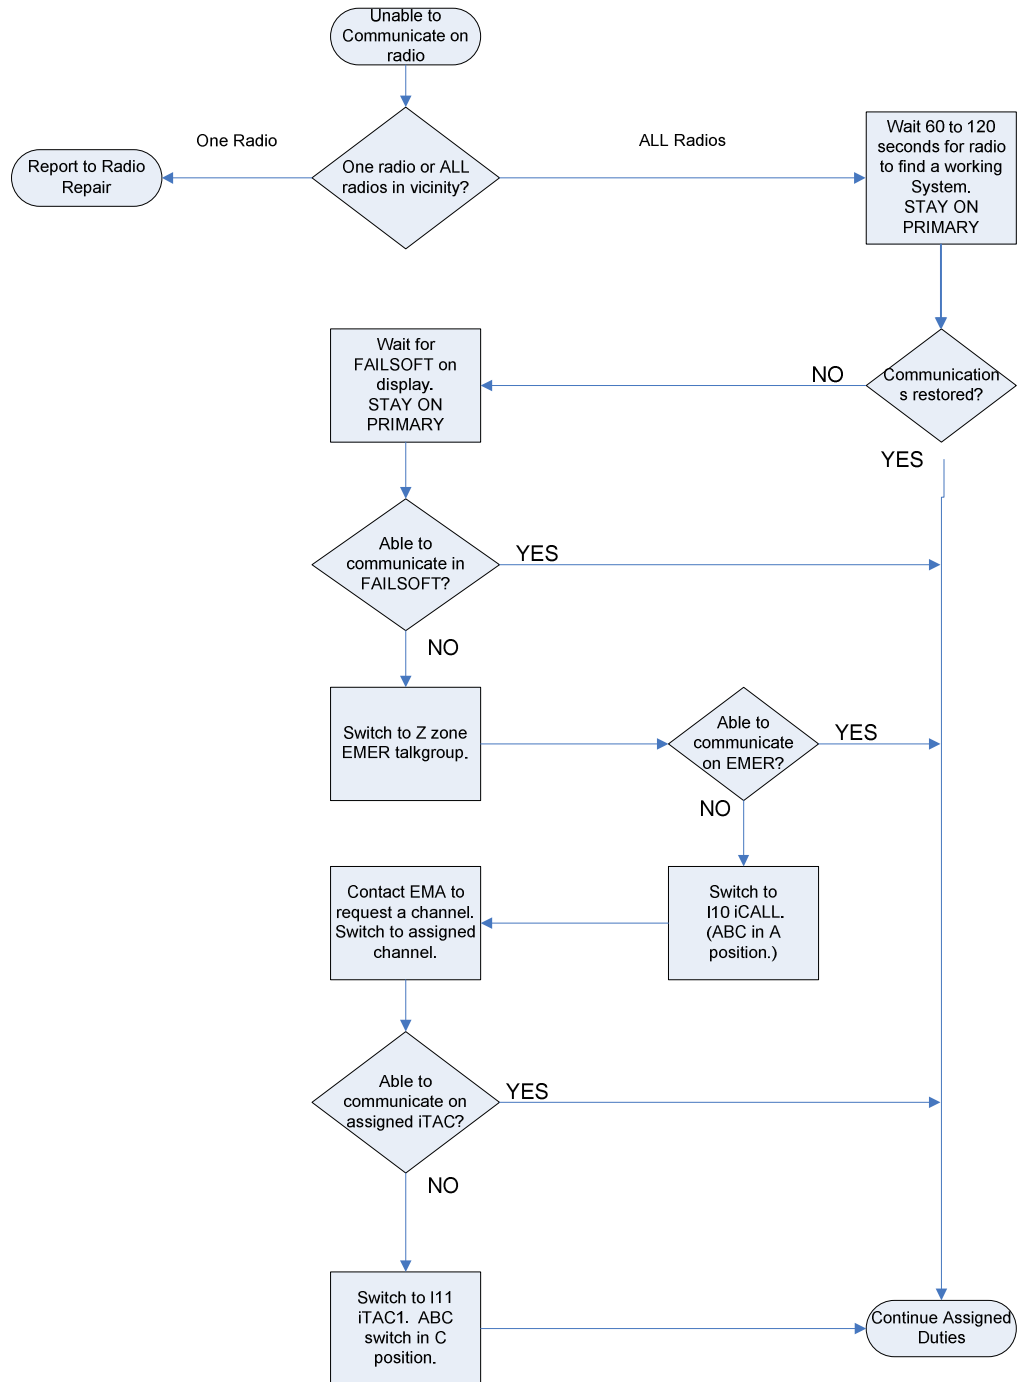 Unable to
Communicate on
radio
One Radio
ALL Radios
Report to Radio
Repair
One radio or ALL
radios in vicinity?
Wait 60 to 120
seconds for radio
to find a working
System.
STAY ON
PRIMARY
Wait for
FAILSOFT on
display.
STAY ON
PRIMARY
NO
Communication
s restored?
YES
Able to
communicate in
FAILSOFT?
YES
NO
Switch to Z zone
EMER talkgroup.
Able to
communicate
on EMER?
YES
NO
Contact EMA to
request a channel.
Switch to assigned
channel.
Switch to
I10 iCALL.
(ABC in A
position.)
Able to
communicate on
assigned iTAC?
YES
NO
Switch to I11
iTAC1.  ABC
switch in C
position.
Continue Assigned
Duties